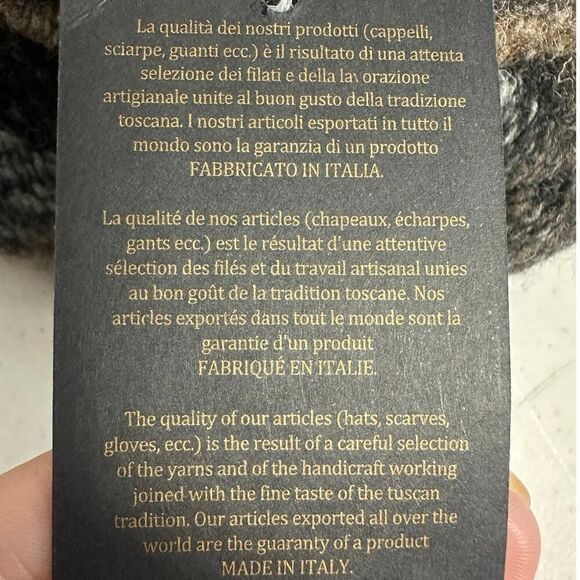 La qualità dei nostri prodotti (cappelli,
sciarpe, guanti ecc.) è il risultato di una attenta
selezione dei filati e della lavorazione
artigianale unite al buon gusto della tradizione
toscana. I nostri articoli esportati in tutto il
mondo sono la garanzia di un prodotto
FABBRICATO IN ITALIA.
La qualité de nos articles (chapeaux, écharpes,
gants ecc.) est le résultat d'une attentive
sélection des filés et du travail artisanal unies
au bon goût de la tradition toscane. Nos
articles exportés dans tout le monde sont la
garantie d'un produit
FABRIQUÉ EN ITALIE.
The quality of our articles (hats, scarves,
gloves, ecc.) is the result of a careful selection
of the yarns and of the handicraft working
joined with the fine taste of the tuscan
tradition. Our articles exported all over the
world are the guaranty of a product
MADE IN ITALY.